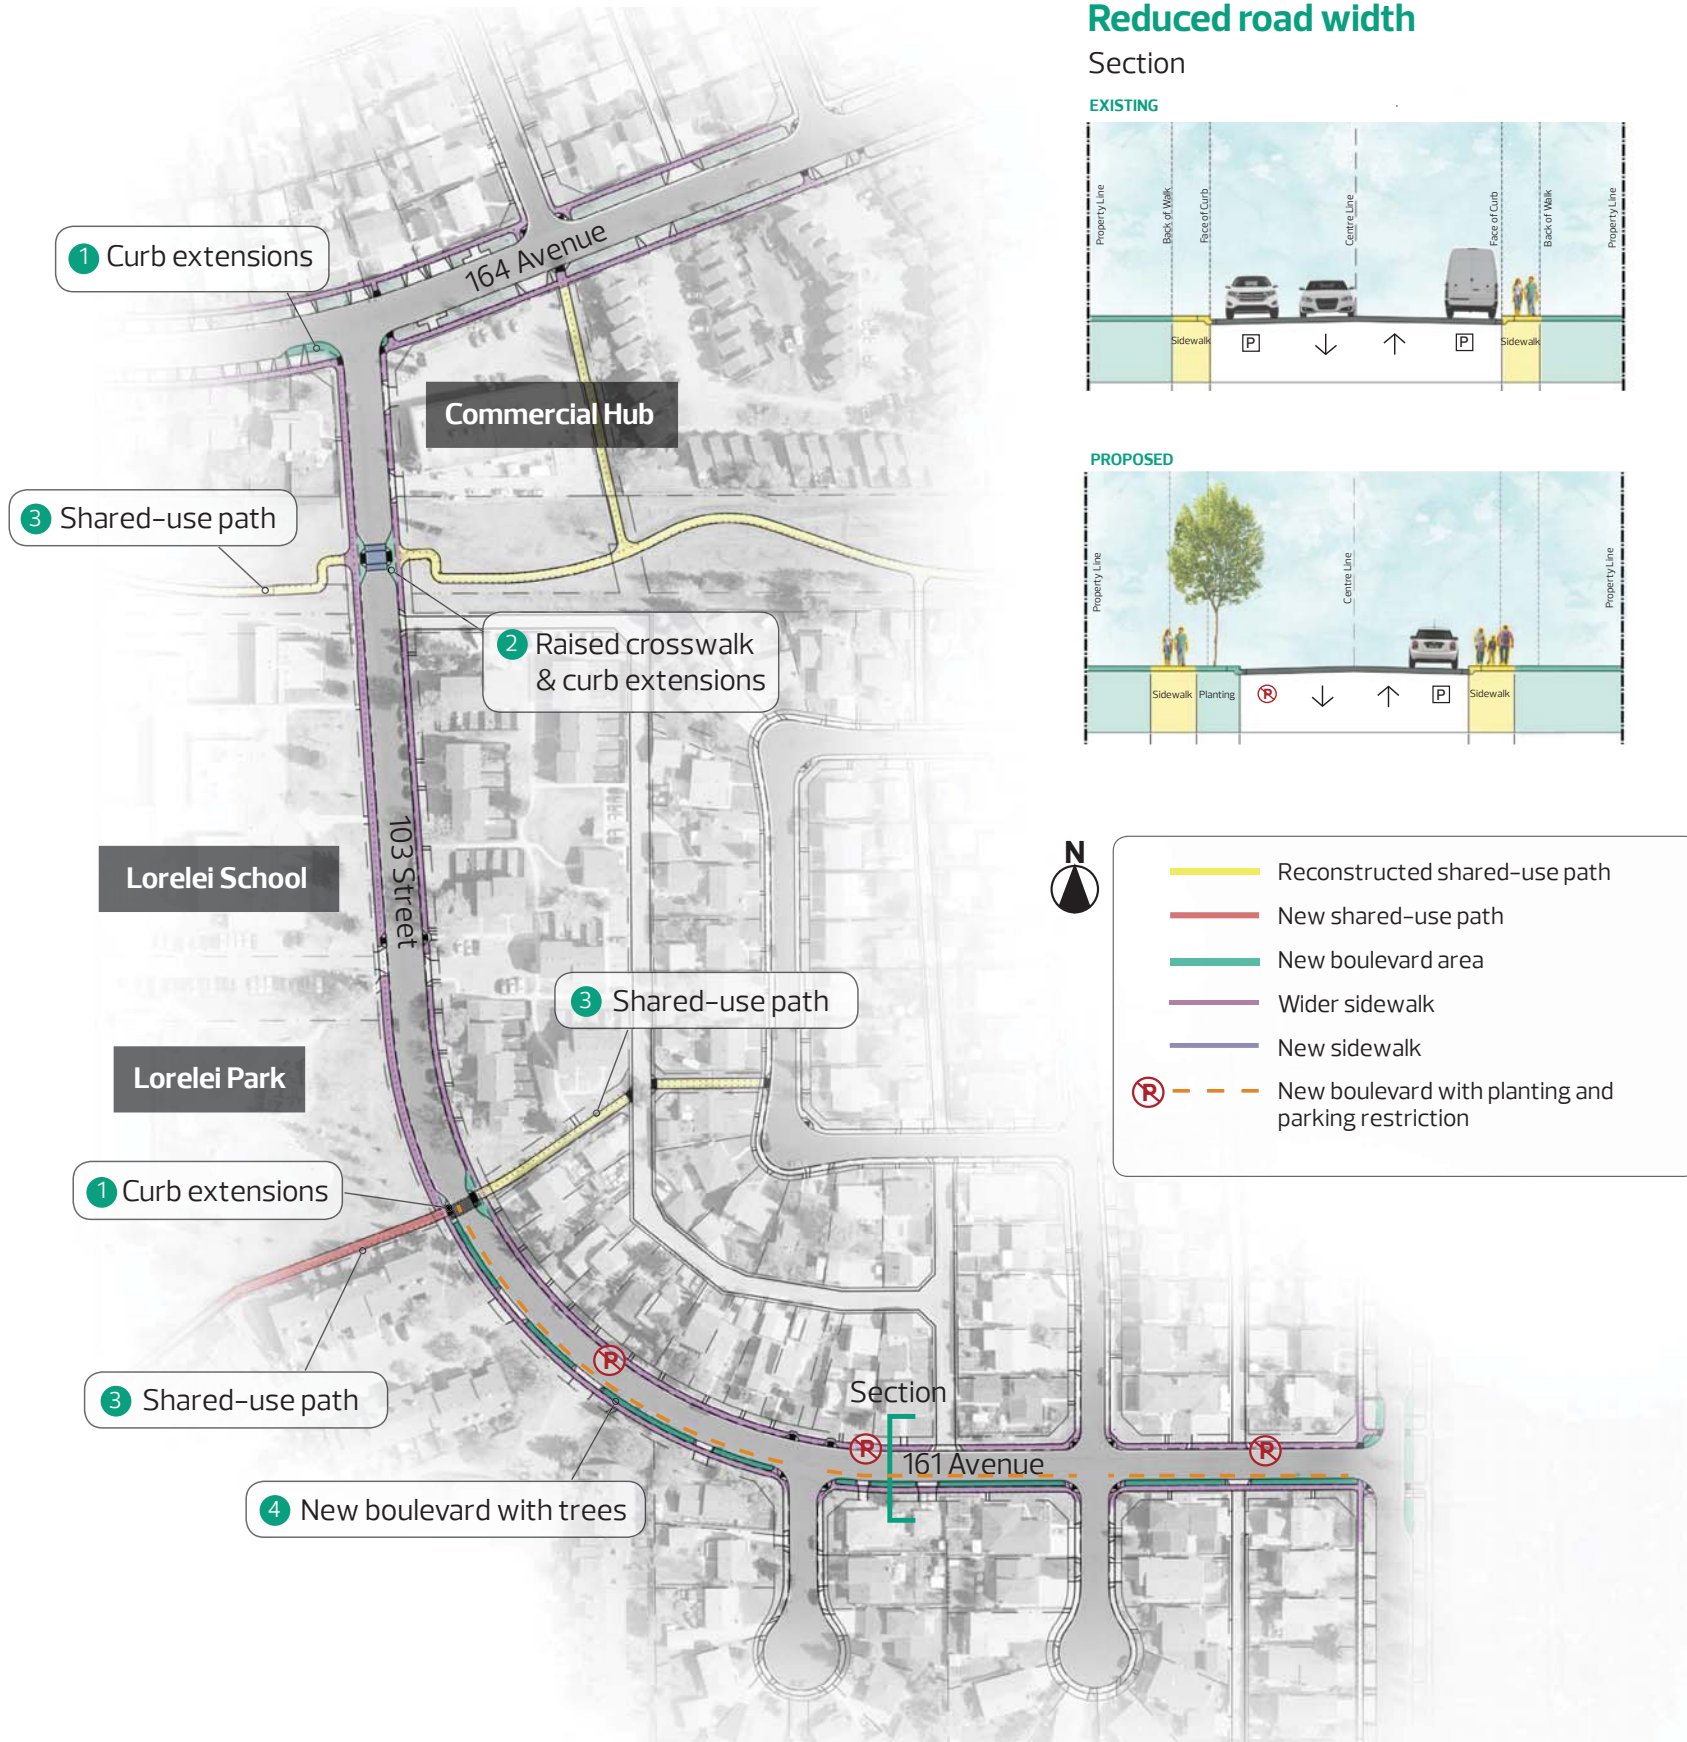 Reduced road width
Section
EXISTING
Property Line
Back of Walk
Face of Curb
Centre Line
Face of Curb
Back of Walk
Property Line
Sidewalk
P
P
Sidewalk
PROPOSED
Property Line
Centre Line
Property Line
Sidewalk
Planting
P
P
Sidewalk
1 Curb extensions
164 Avenue
Commercial Hub
3 Shared-use path
2 Raised crosswalk
& curb extensions
103 Street
Lorelei School
3 Shared-use path
Lorelei Park
1 Curb extensions
3 Shared-use path
P
Section
P
161 Avenue
P
4 New boulevard with trees
N
Reconstructed shared-use path
New shared-use path
New boulevard area
Wider sidewalk
New sidewalk
P
New boulevard with planting and
parking restriction